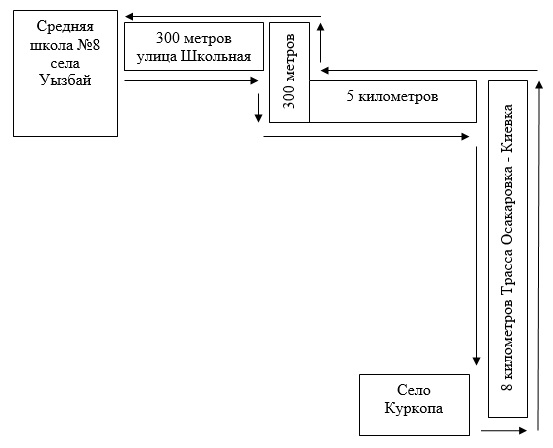 Средняя
школа №8
села
Уызбай
300 метров
улица Школьная
300 метров
5 километров
8 километров Трасса Осакаровка - Киевка
Село
Куркопа